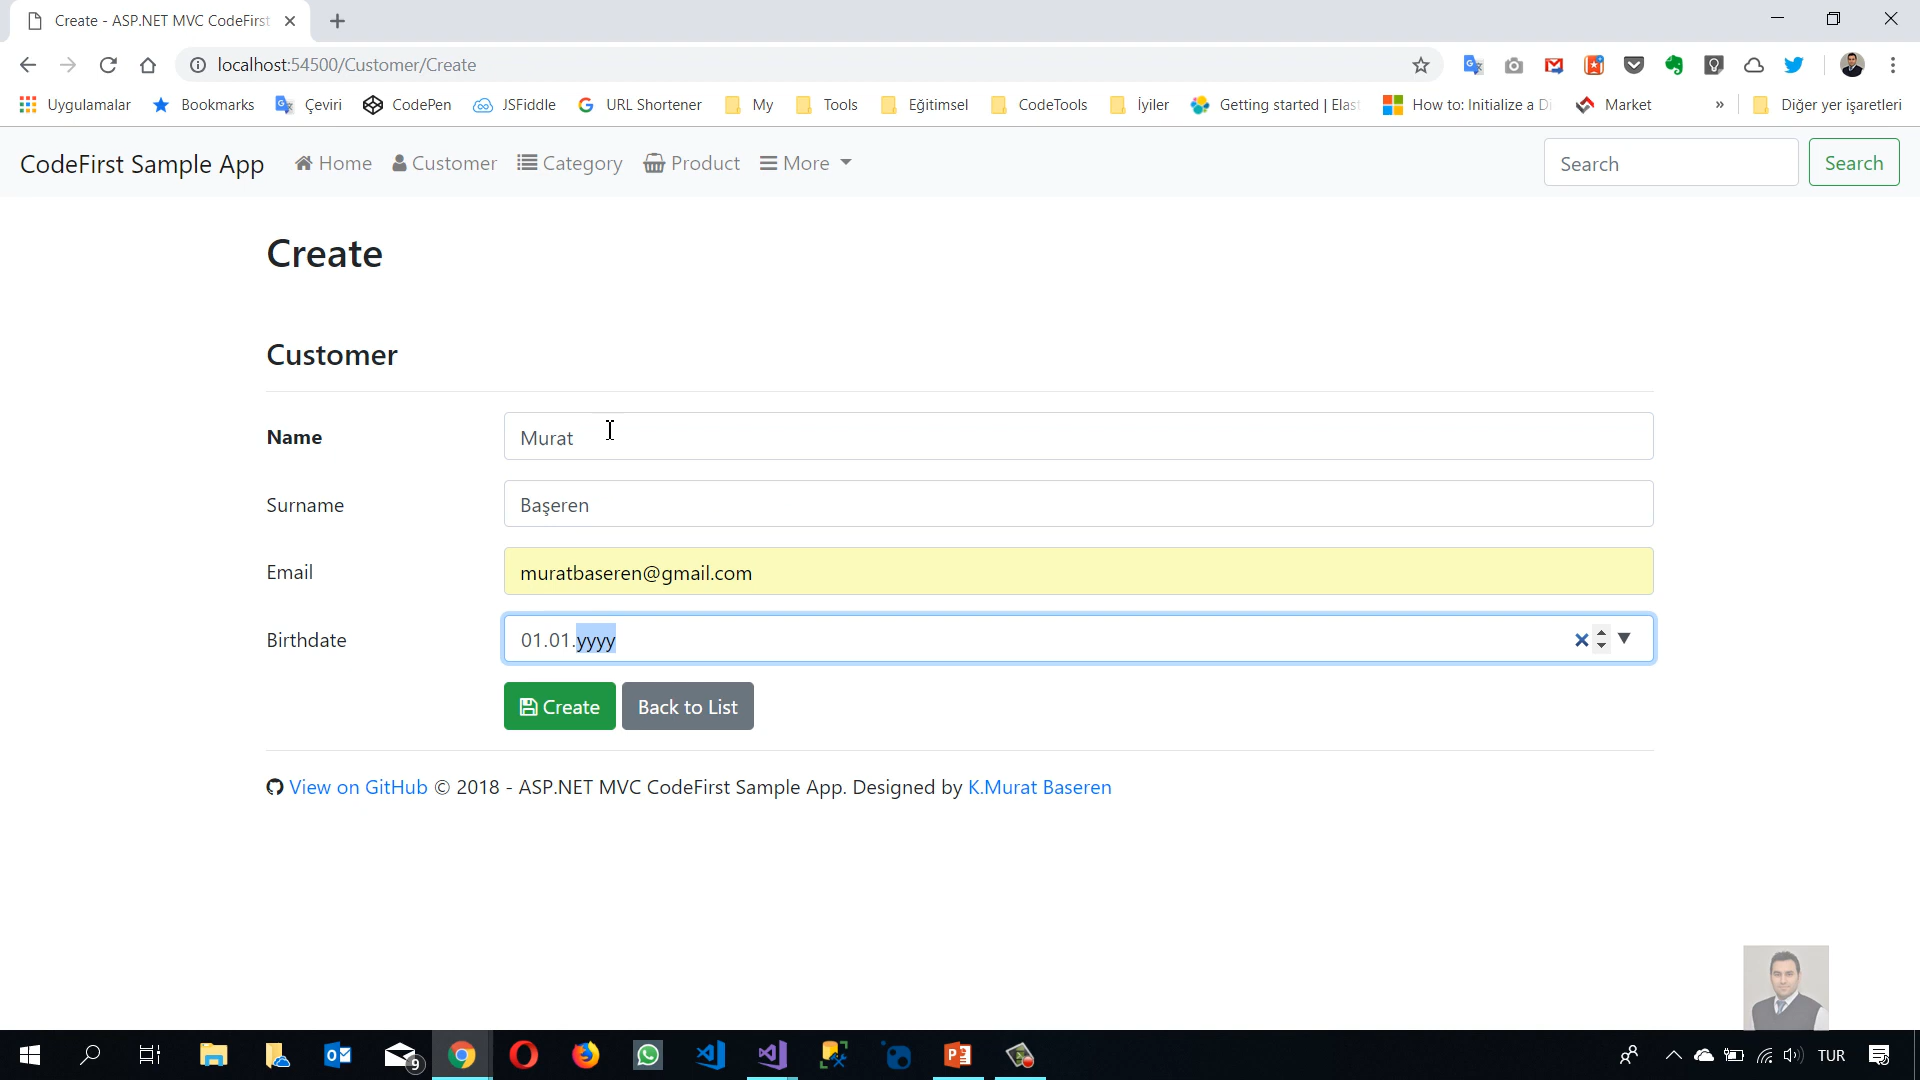 Create - ASP.NET MVC CodeFirst
localhost:54500/Customer/Create
Uygulamalar Bookmarks Çeviri CodePen JSFiddle URL Shortener My Tools Eğitimsel CodeTools İyiler Getting started | Elast How to: Initialize a D Market » Diğer yer işaretleri
CodeFirst Sample App Home Customer Category Product More Search Search
Create
Customer
Name Murat
Surname Başeren
Email muratbaseren@gmail.com
Birthdate 01.01.yyyy
Create Back to List
View on GitHub © 2018 - ASP.NET MVC CodeFirst Sample App. Designed by K.Murat Baseren
9 TUR